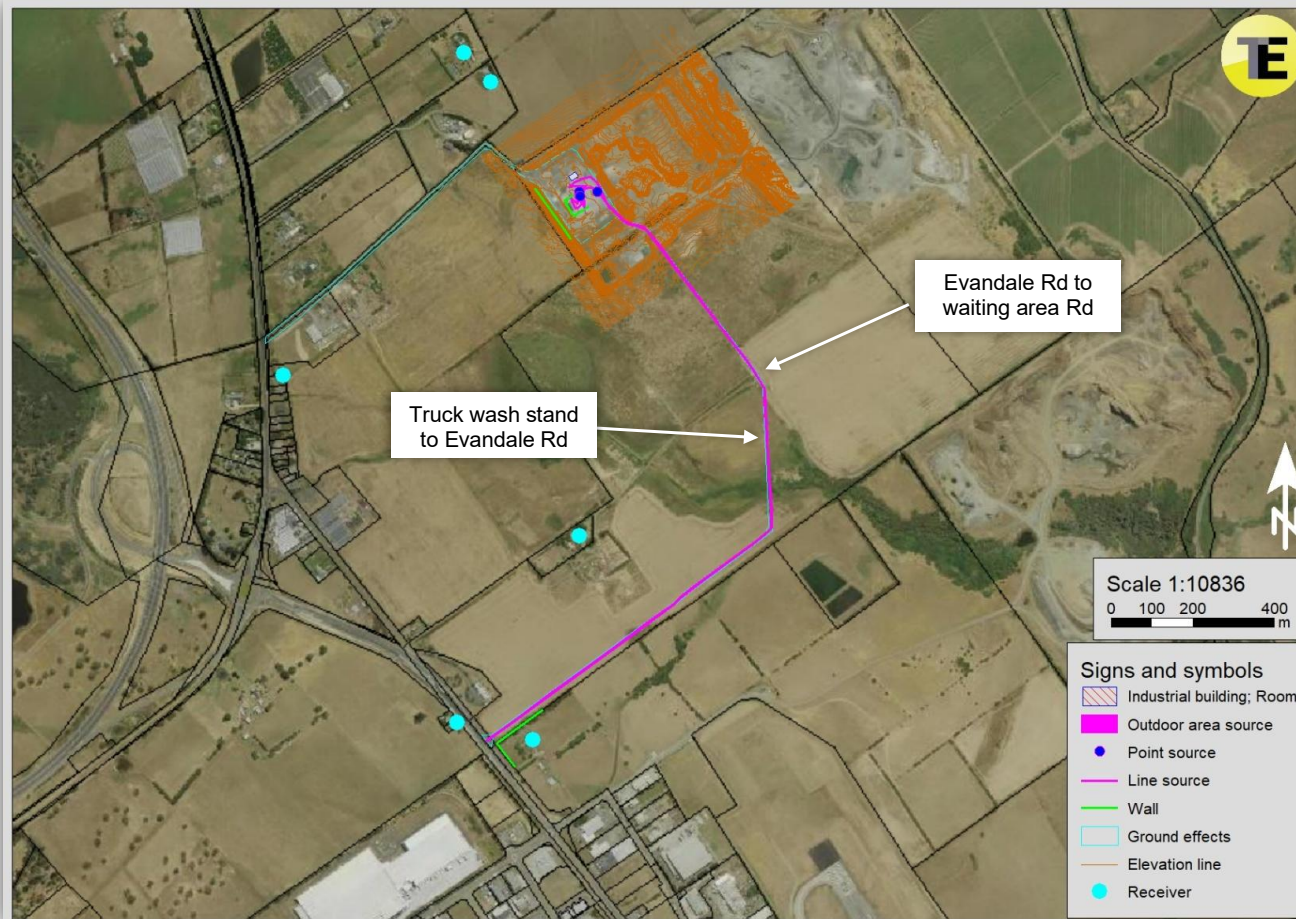 TE
Evandale Rd to
waiting area Rd
Truck wash stand
to Evandale Rd
N
Scale 1:10836
0 100 200 400
m
Signs and symbols
Industrial building; Room
Outdoor area source
Point source
Line source
Wall
Ground effects
Elevation line
Receiver